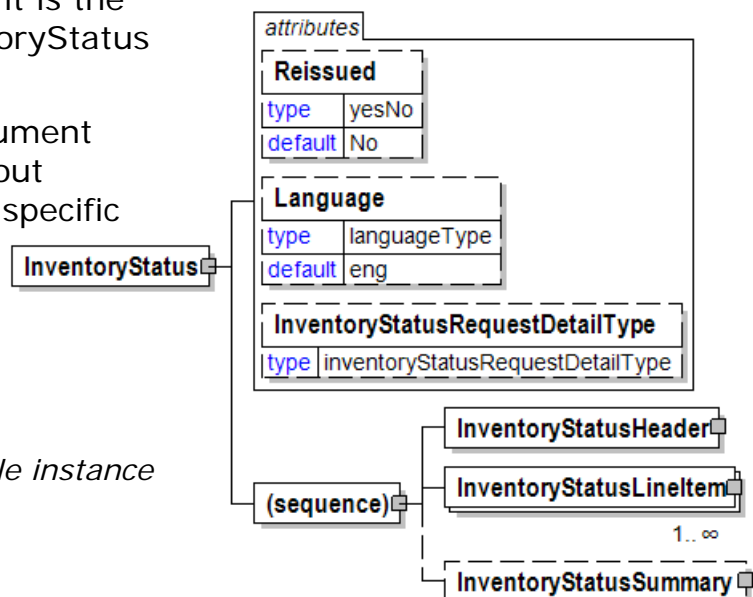 nt is the
oryStatus
ument
out
specific
le instance
InventoryStatus
attributes
Reissued
type yesNo
default No
Language
type languageType
default eng
InventoryStatusRequestDetailType
type inventoryStatusRequestDetailType
(sequence)
InventoryStatusHeader
InventoryStatusLineItem
1..∞
InventoryStatusSummary